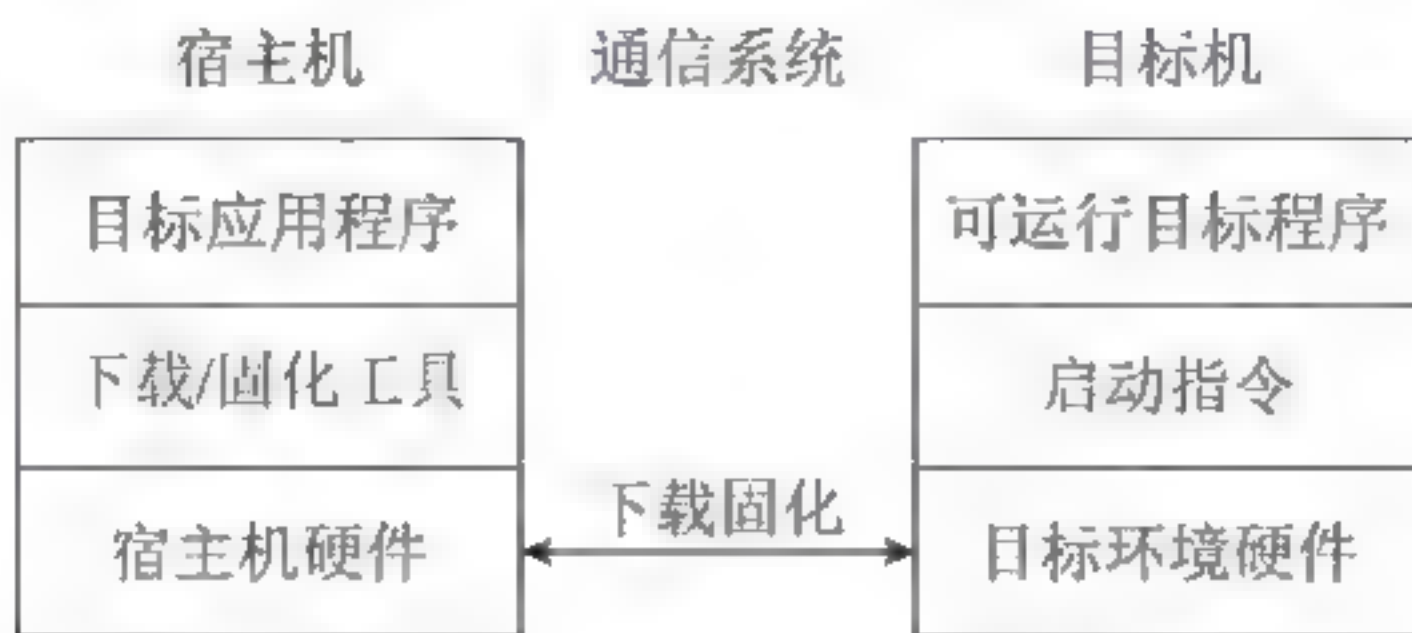 宿主机 通信系统 目标机
目标应用程序 可运行目标程序
下载/固化工具 启动指令
下载固化
宿主机硬件 目标环境硬件